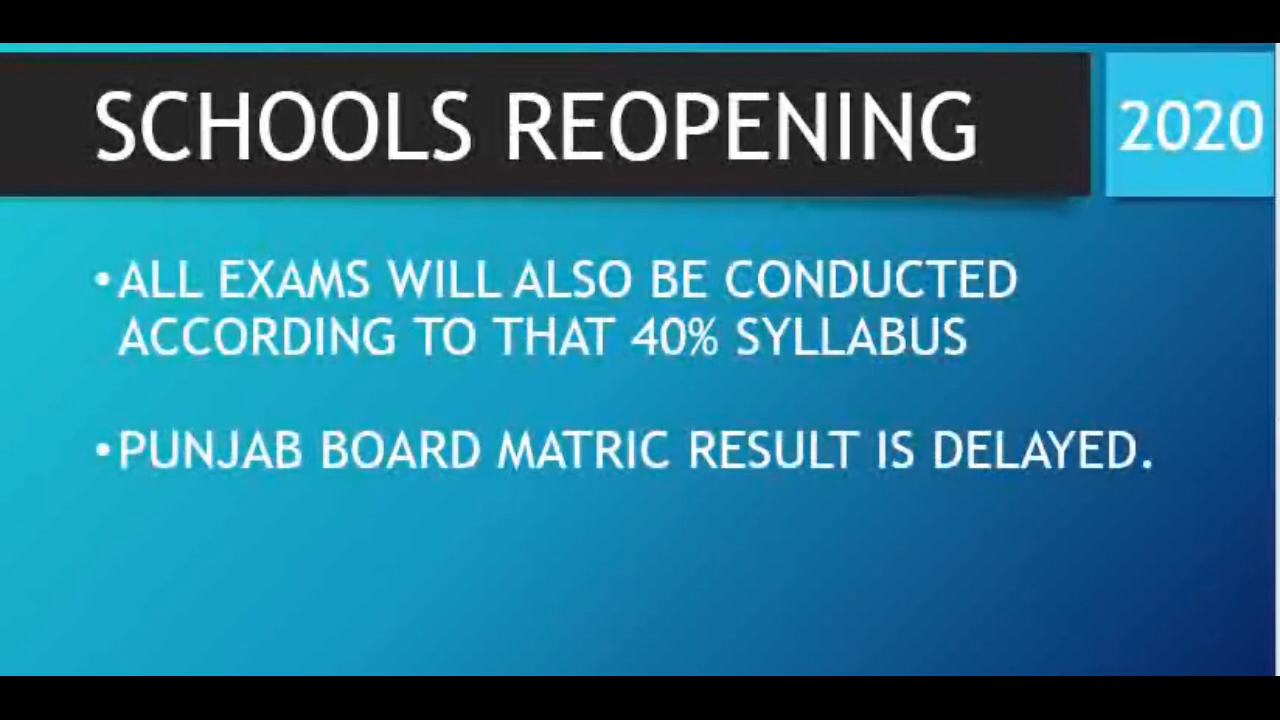 SCHOOLS REOPENING
2020
•ALL EXAMS WILL ALSO BE CONDUCTED
ACCORDING TO THAT 40% SYLLABUS
•PUNJAB BOARD MATRIC RESULT IS DELAYED.